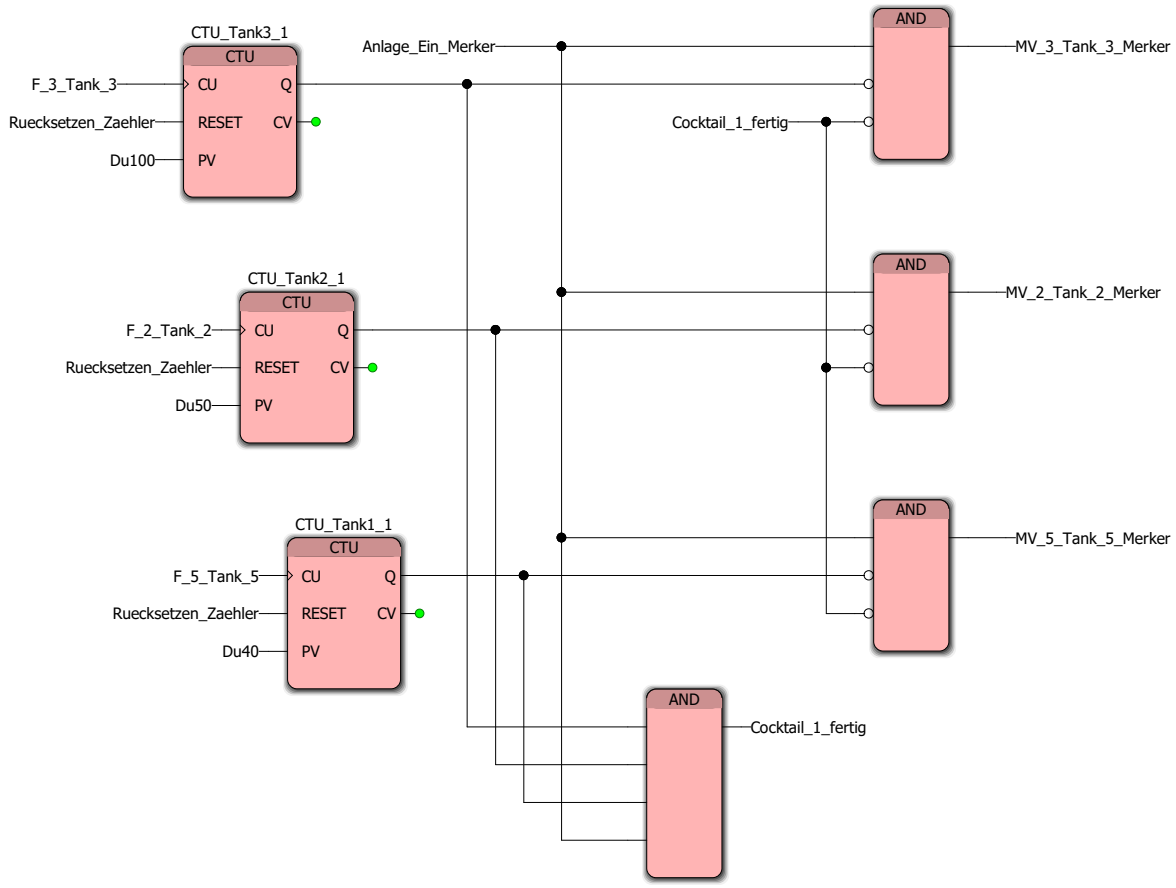 CTU_Tank3_1
CTU
F_3_Tank_3
CU
Q
Ruecksetzen_Zaehler
RESET
CV
Du100
PV
Anlage_Ein_Merker
Cocktail_1_fertig
AND
MV_3_Tank_3_Merker
CTU_Tank2_1
CTU
F_2_Tank_2
CU
Q
Ruecksetzen_Zaehler
RESET
CV
Du50
PV
AND
MV_2_Tank_2_Merker
CTU_Tank1_1
CTU
F_5_Tank_5
CU
Q
Ruecksetzen_Zaehler
RESET
CV
Du40
PV
AND
MV_5_Tank_5_Merker
AND
Cocktail_1_fertig